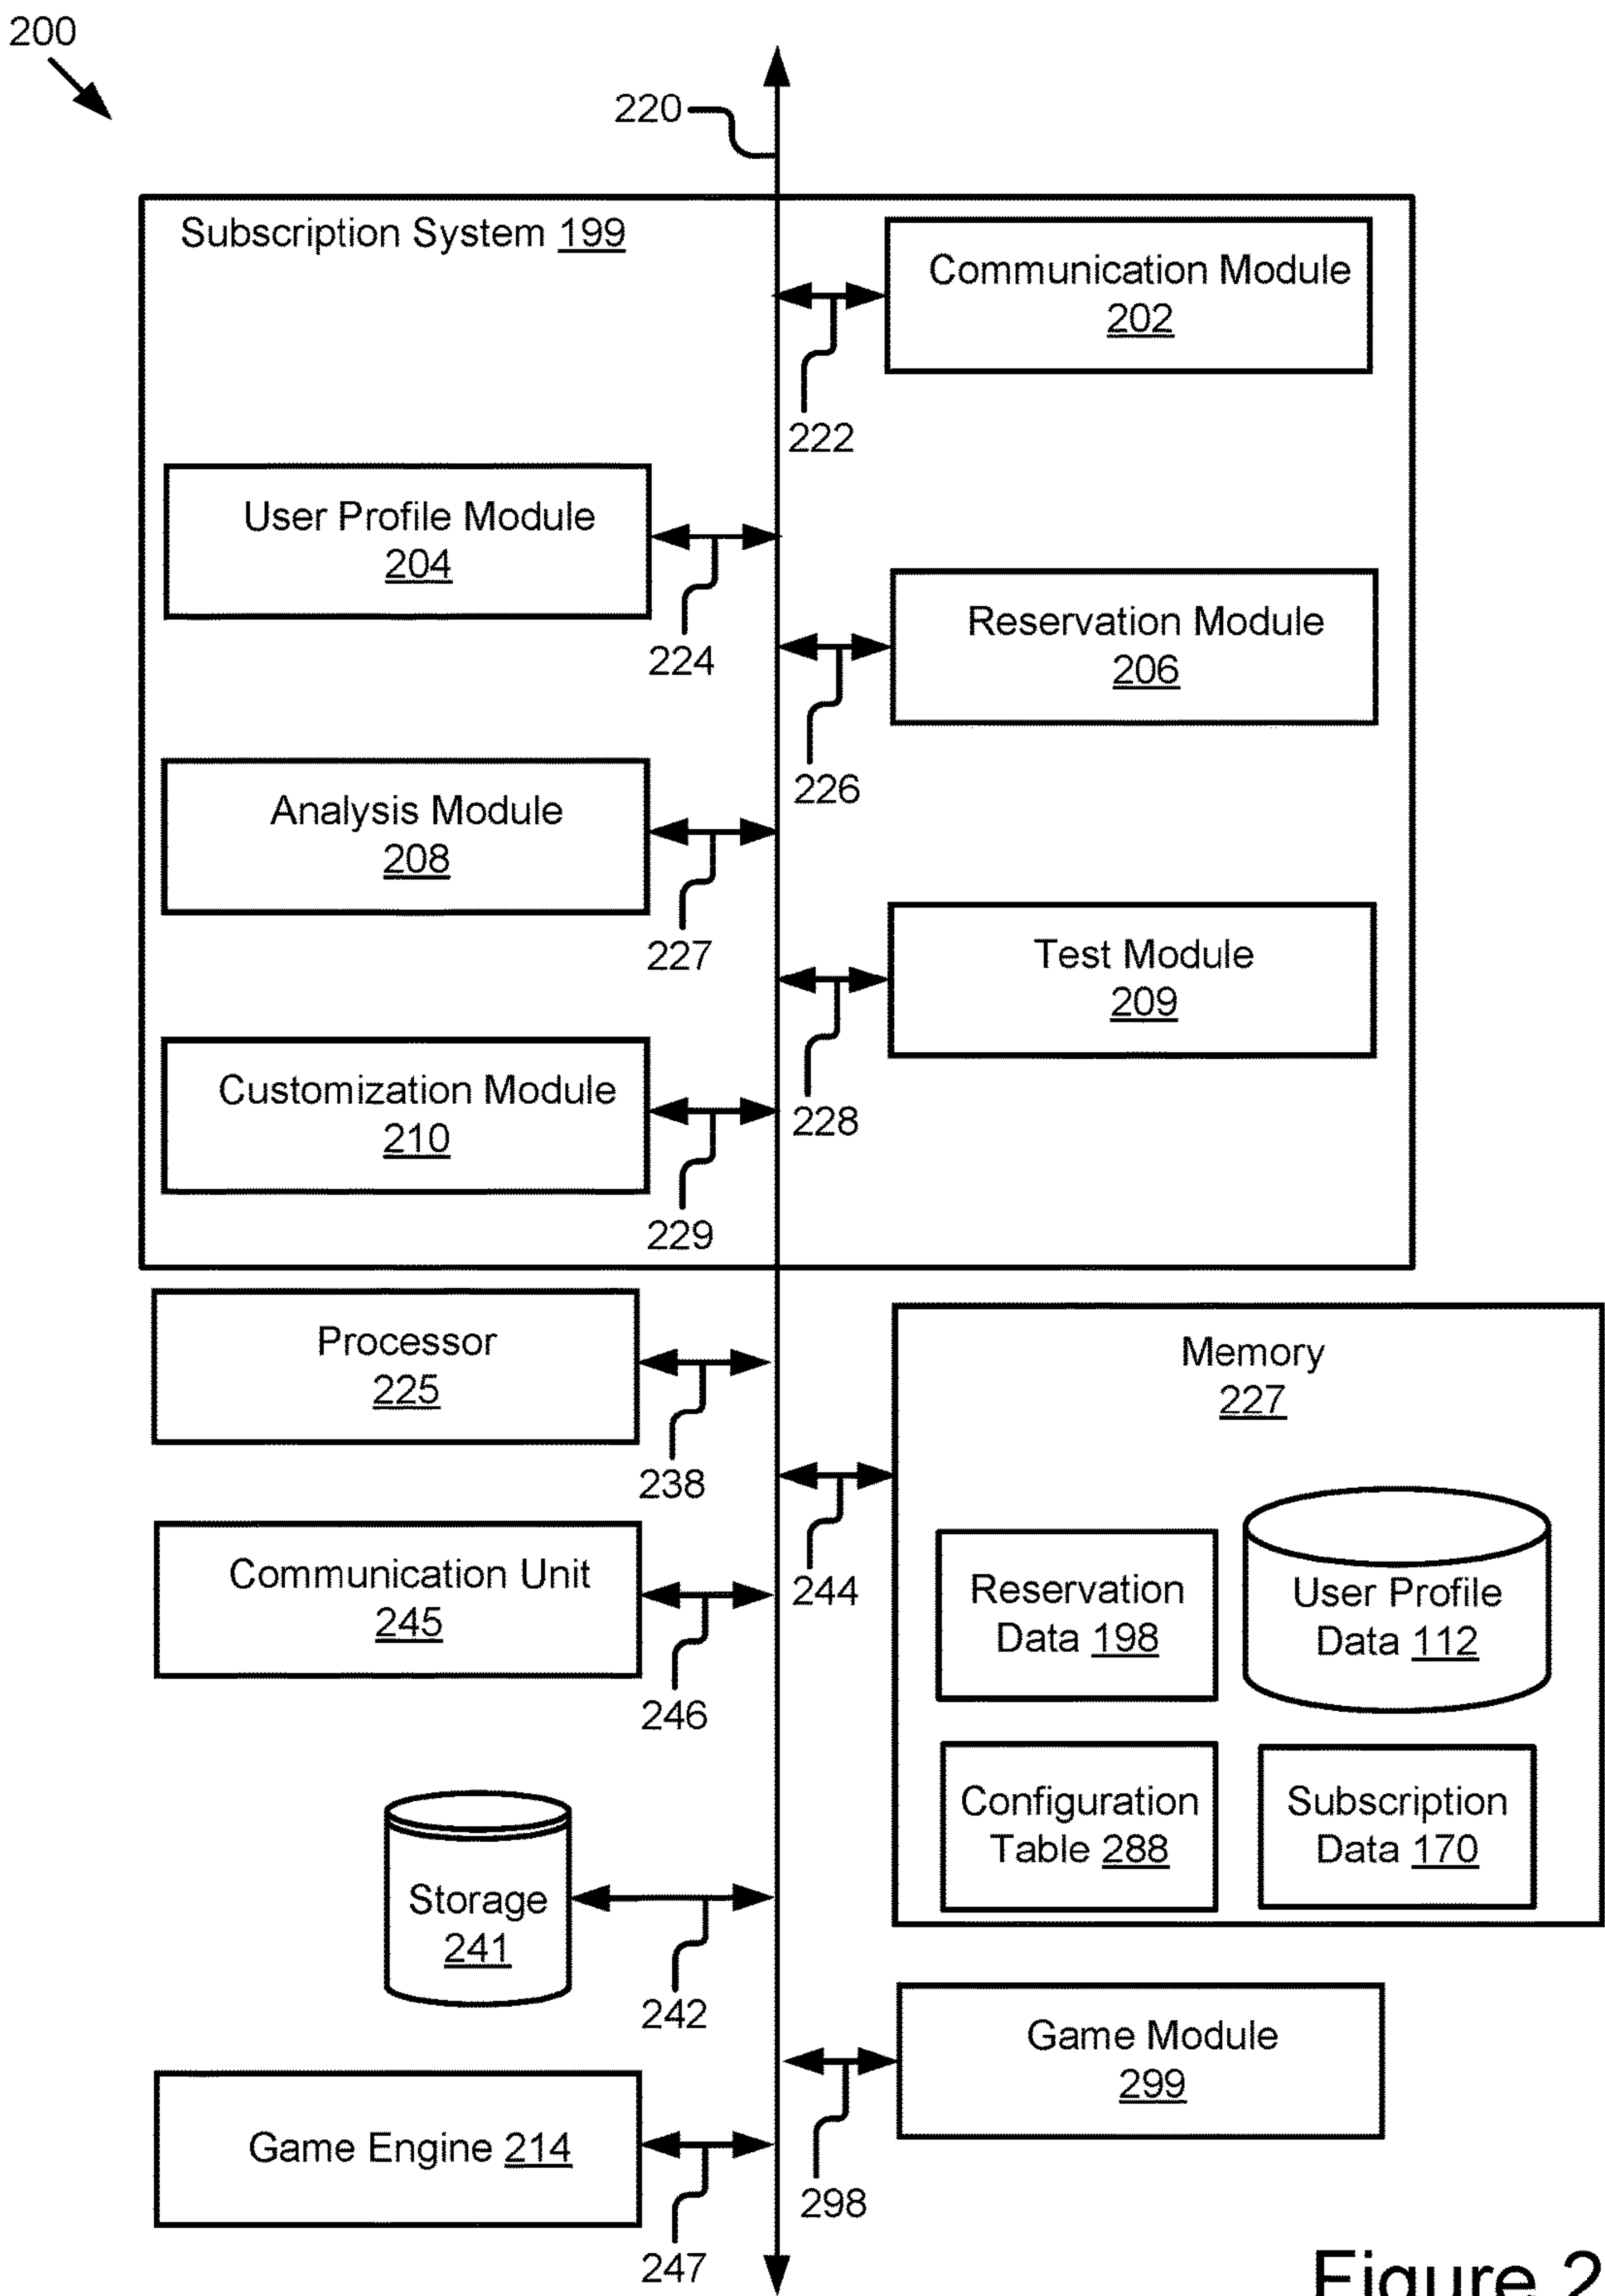 200
220
Subscription System 199
Communication Module
202
222
User Profile Module
204
224
Reservation Module
206
226
Analysis Module
208
227
Test Module
209
228
Customization Module
210
229
Processor
225
238
Memory
227
244
Reservation
Data 198
User Profile
Data 112
Configuration
Table 288
Subscription
Data 170
Communication Unit
245
246
Storage
241
242
Game Module
299
298
Game Engine 214
247
Figure 2